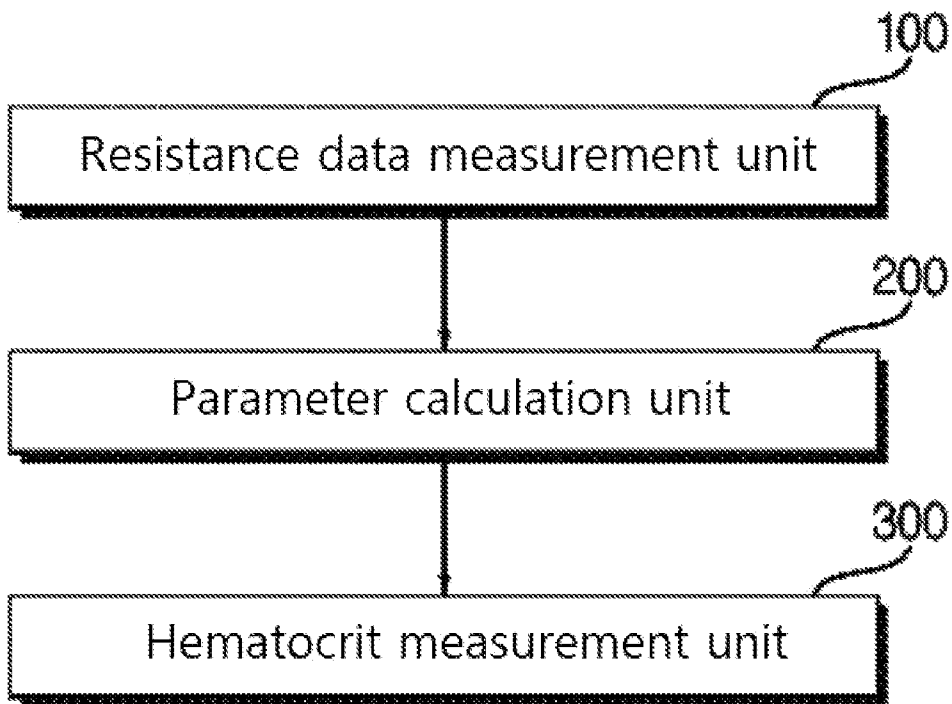 100
Resistance data measurement unit
200
Parameter calculation unit
300
Hematocrit measurement unit